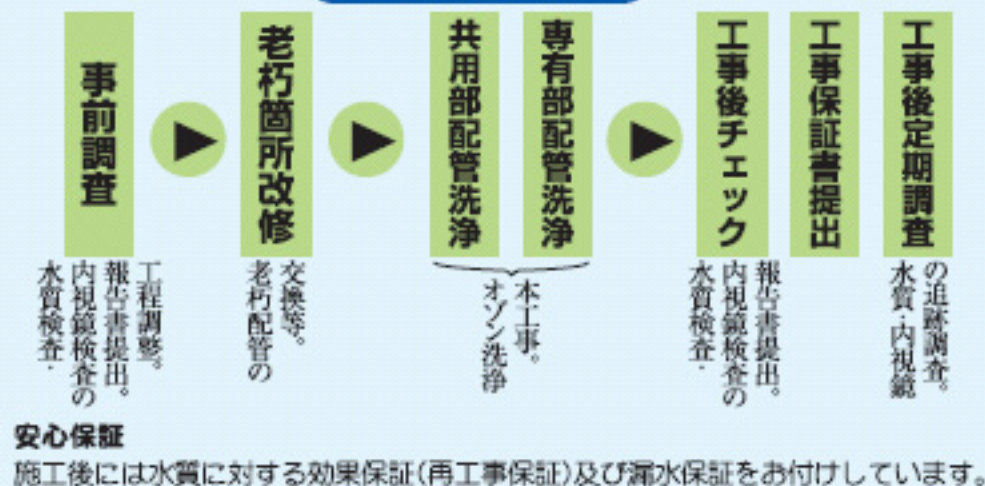 事前調査
水質検査・
内視鏡検査の
報告書提出。
工程調整。
老朽箇所改修
老朽配管の
交換等。
共用部配管洗浄
専有部配管洗浄
オゾン洗浄
本工事。
工事後チェック
水質検査・
内視鏡検査の
報告書提出。
工事保証書提出
工事後定期調査
水質・内視鏡
の追跡調査。
安心保証
施工後には水質に対する効果保証(再工事保証)及び漏水保証をお付けしています。